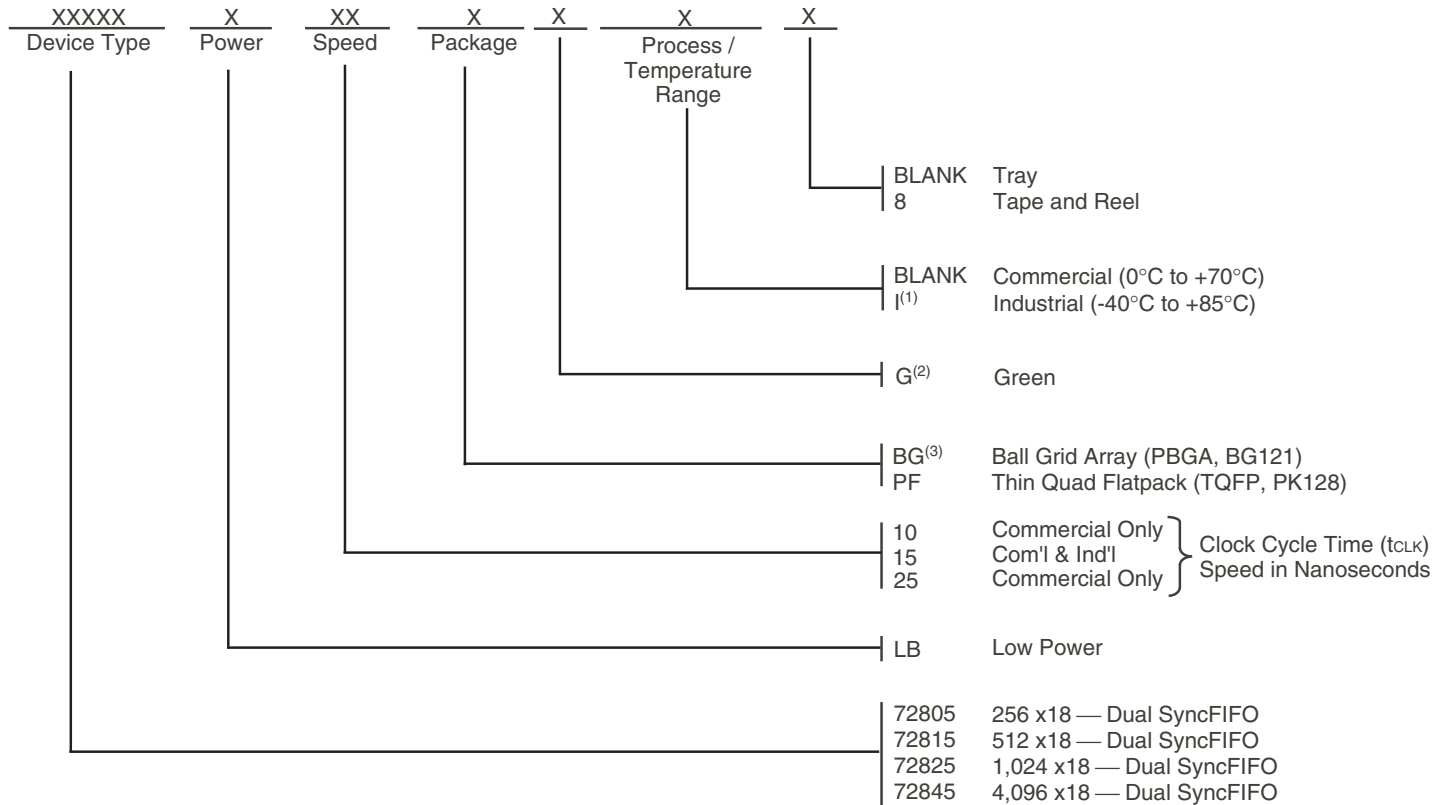 XXXXX X XX X X X X
Device Type Power Speed Package Process /
Temperature
Range
BLANK Tray
8 Tape and Reel
BLANK Commercial (0°C to +70°C)
I(1) Industrial (-40°C to +85°C)
G(2) Green
BG(3) Ball Grid Array (PBGA, BG121)
PF Thin Quad Flatpack (TQFP, PK128)
10 Commercial Only
15 Com'l & Ind'l
25 Commercial Only
Clock Cycle Time (tCLK)
Speed in Nanoseconds
LB Low Power
72805 256 x18 — Dual SyncFIFO
72815 512 x18 — Dual SyncFIFO
72825 1,024 x18 — Dual SyncFIFO
72845 4,096 x18 — Dual SyncFIFO